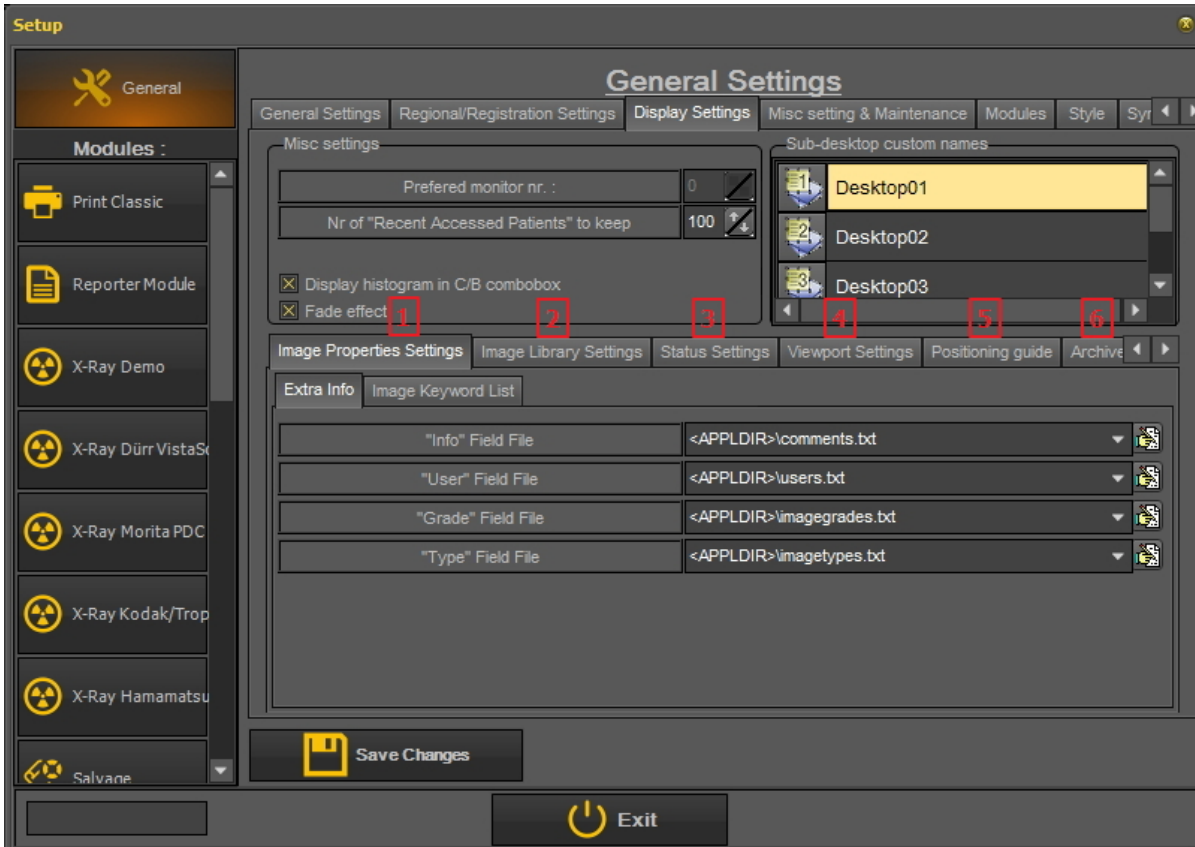 Setup
General
Modules :
Print Classic
Reporter Module
X-Ray Demo
X-Ray Dürr VistaSc
X-Ray Morita PDC
X-Ray Kodak/Trop
X-Ray Hamamatsu
Salvage
General Settings
General Settings
Regional/Registration Settings
Display Settings
Misc setting & Maintenance
Modules
Style
Syn
Misc settings
Prefered monitor nr. :
0
Nr of "Recent Accessed Patients" to keep
100
Display histogram in C/B combobox
Fade effect
Sub-desktop custom names
1
Desktop01
2
Desktop02
3
Desktop03
1
2
3
4
5
6
Image Properties Settings
Image Library Settings
Status Settings
Viewport Settings
Positioning guide
Archive
Extra Info
Image Keyword List
"Info" Field File
<APPLDIR>\comments.txt
"User" Field File
<APPLDIR>\users.txt
"Grade" Field File
<APPLDIR>\imagegrades.txt
"Type" Field File
<APPLDIR>\imagetypes.txt
Save Changes
Exit